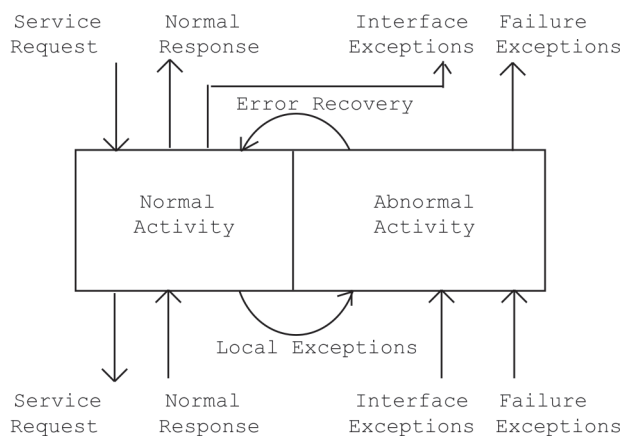 Service Normal Interface Failure
Request Response Exceptions Exceptions
Error Recovery
Normal Abnormal
Activity Activity
Local Exceptions
Service Normal Interface Failure
Request Response Exceptions Exceptions